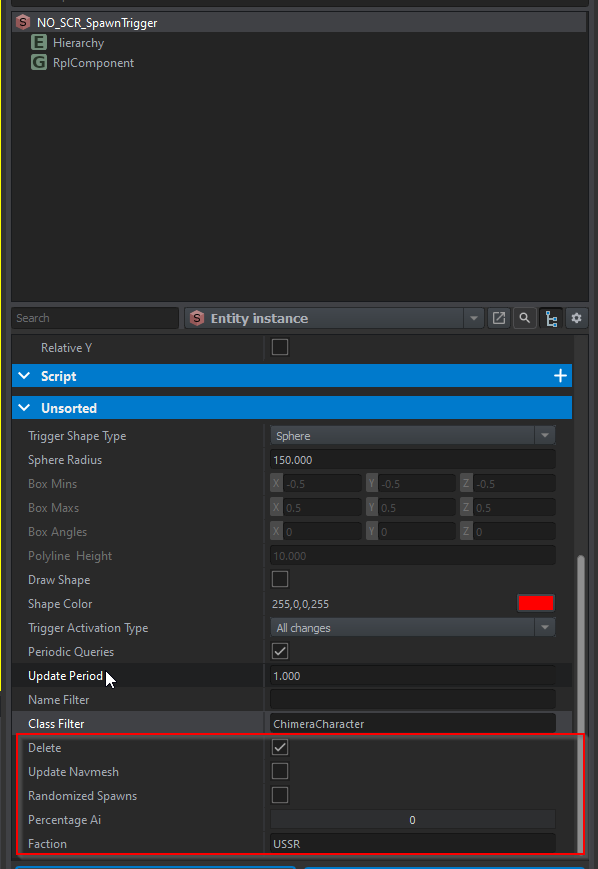 S NO_SCR_SpawnTrigger
E Hierarchy
G RplComponent
Search
S Entity instance
Relative Y
Script +
Unsorted
Trigger Shape Type Sphere
Sphere Radius 150.000
Box Mins X -0.5 Y -0.5 Z -0.5
Box Maxs X 0.5 Y 0.5 Z 0.5
Box Angles X 0 Y 0 Z 0
Polyline Height 10.000
Draw Shape
Shape Color 255,0,0,255
Trigger Activation Type All changes
Periodic Queries
Update Period 1.000
Name Filter
Class Filter ChimeraCharacter
Delete
Update Navmesh
Randomized Spawns
Percentage Ai 0
Faction USSR